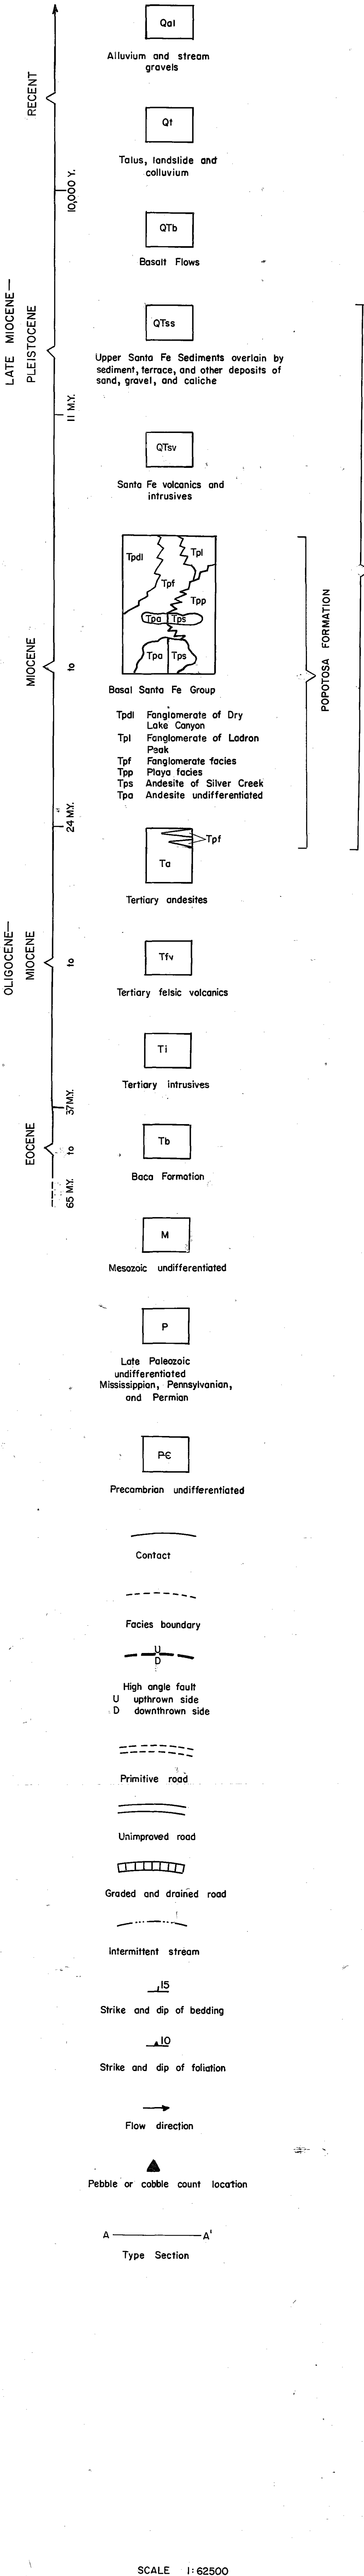 Qal
Alluvium and stream
gravels
RECENT
Qt
Talus, landslide and
colluvium
10,000 Y.
QTb
Basalt Flows
LATE MIOCENE—
PLEISTOCENE
QTss
Upper Santa Fe Sediments overlain by
sediment, terrace, and other deposits of
sand, gravel, and caliche
11 M.Y.
QTsv
Santa Fe volcanics and
intrusives
Tpdl
Tpl
Tpf
Tpp
Tpa
Tps
Tpa
Tps
MIOCENE
to
POPOTOSA FORMATION
Basal Santa Fe Group
Tpdl Fanglomerate of Dry
Lake Canyon
Tpl Fanglomerate of Ladron
Peak
Tpf Fanglomerate facies
Tpp Playa facies
Tps Andesite of Silver Creek
Tpa Andesite undifferentiated
24 M.Y.
Tpf
Ta
Tertiary andesites
OLIGOCENE—
MIOCENE
to
Tfv
Tertiary felsic volcanics
Ti
Tertiary intrusives
37 M.Y.
EOCENE
to
Tb
Baca Formation
65 M.Y.
M
Mesozoic undifferentiated
P
Late Paleozoic
undifferentiated
Mississippian, Pennsylvanian,
and Permian
P-Є
Precambrian undifferentiated
Contact
Facies boundary
U
D
High angle fault
U upthrown side
D downthrown side
Primitive road
Unimproved road
Graded and drained road
Intermittent stream
15
Strike and dip of bedding
10
Strike and dip of foliation
Flow direction
Pebble or cobble count location
A A'
Type Section
SCALE 1:62500